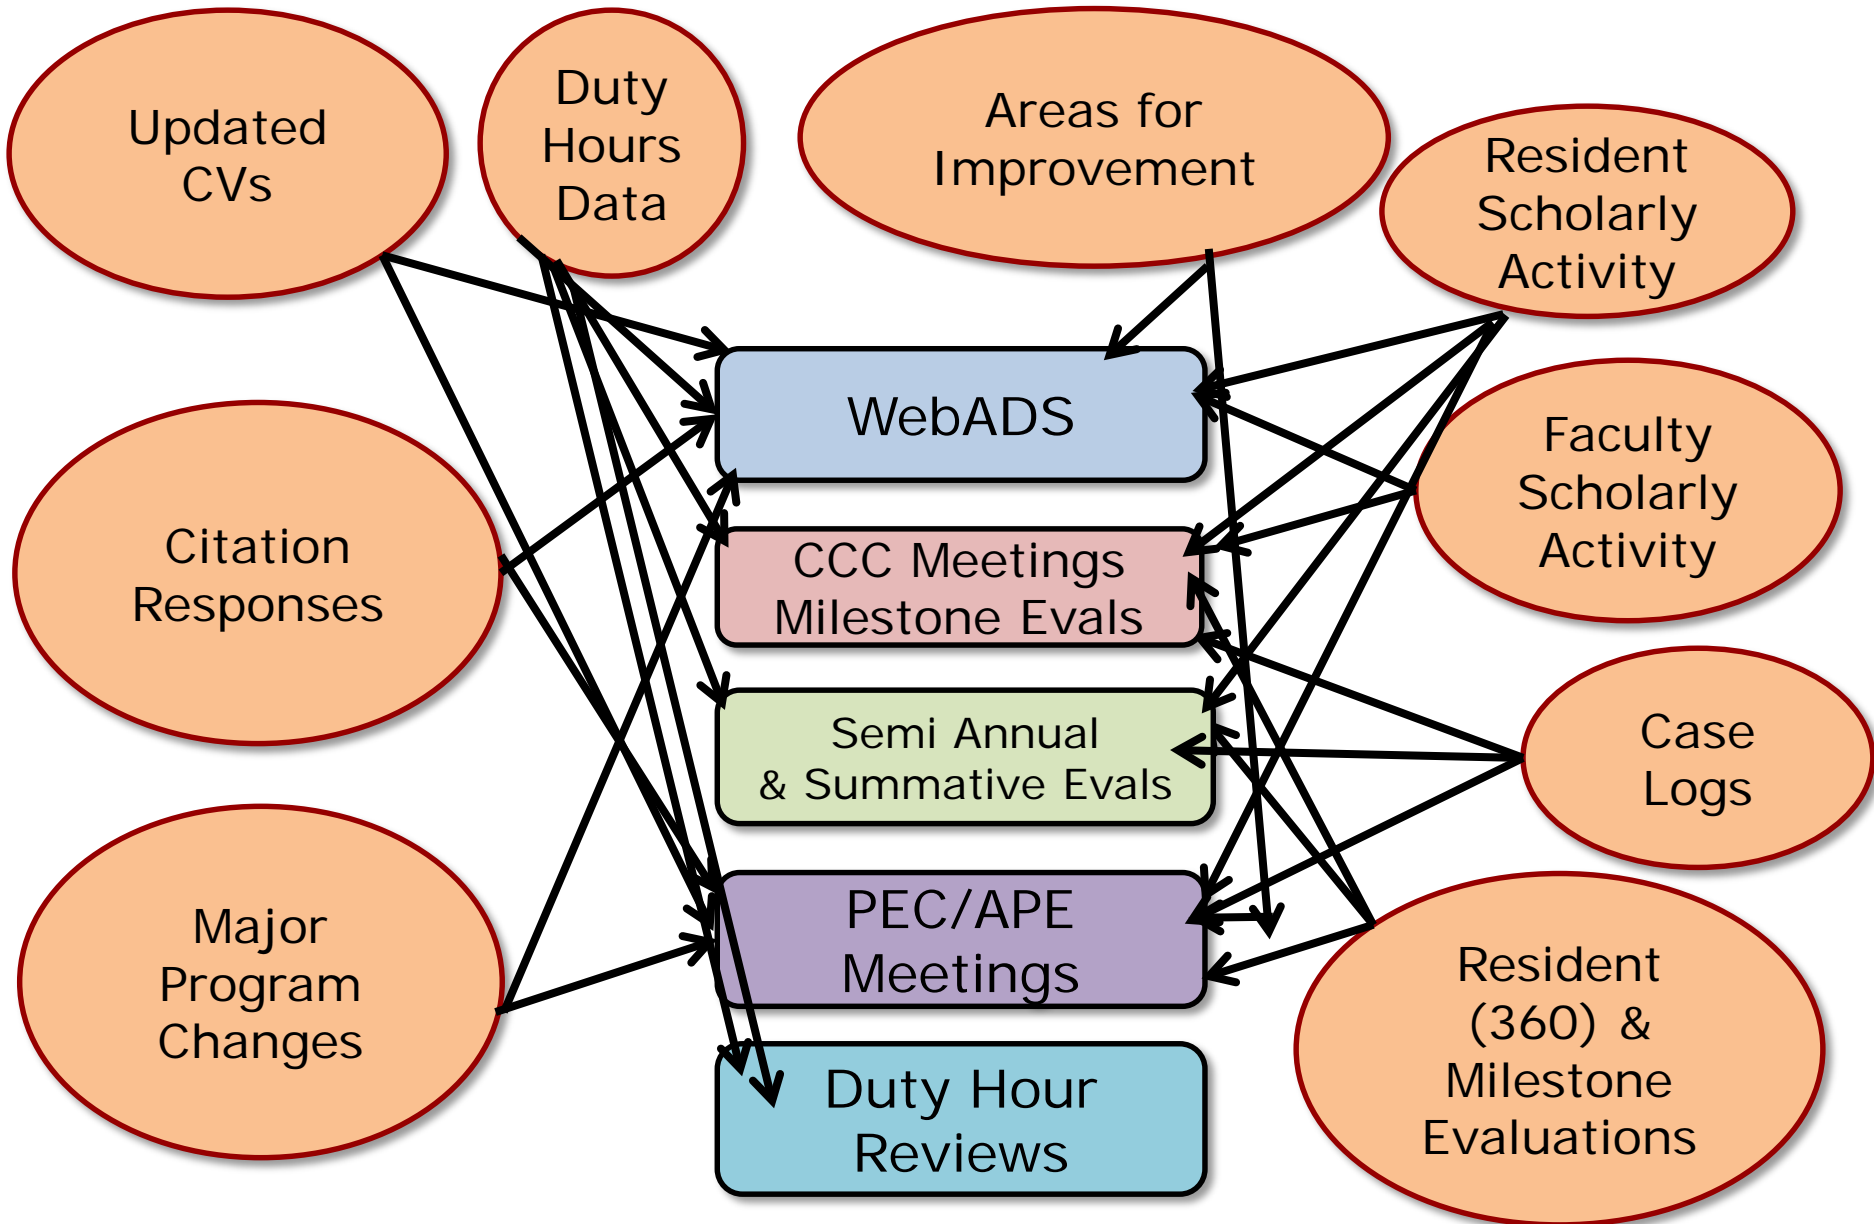 Updated
CVs
Duty
Hours
Data
Areas for
Improvement
Resident
Scholarly
Activity
WebADS
Citation
Responses
CCC Meetings
Milestone Evals
Faculty
Scholarly
Activity
Semi Annual
& Summative Evals
Case
Logs
Major
Program
Changes
PEC/APE
Meetings
Resident
(360) &
Milestone
Evaluations
Duty Hour
Reviews